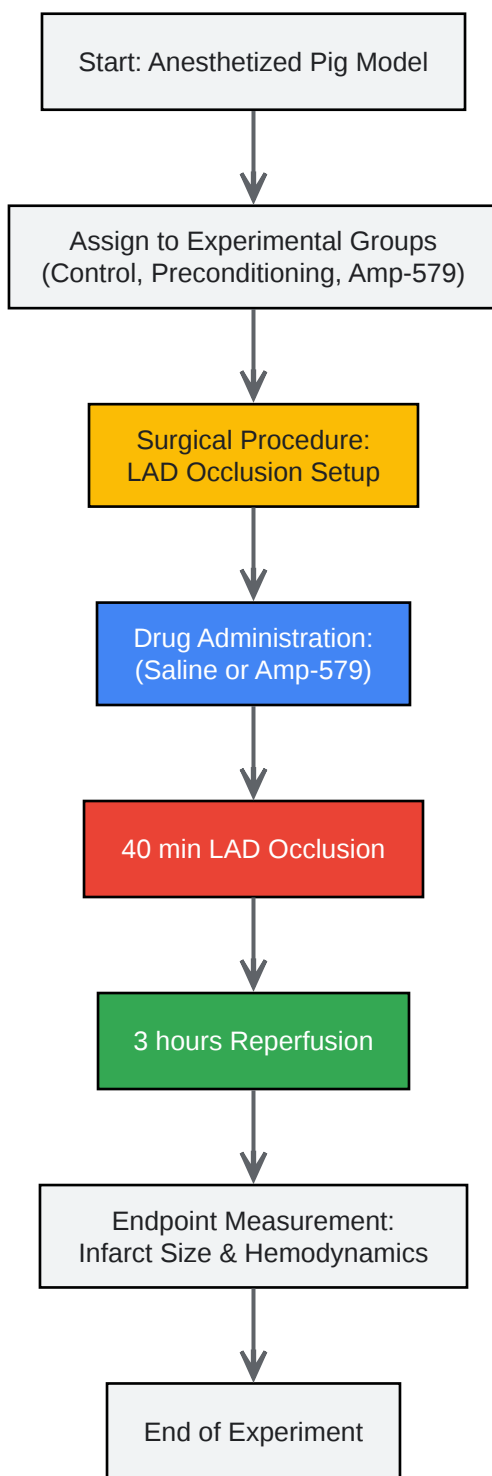 Start: Anesthetized Pig Model
Assign to Experimental Groups
(Control, Preconditioning, Amp-579)
Surgical Procedure:
LAD Occlusion Setup
Drug Administration:
(Saline or Amp-579)
40 min LAD Occlusion
3 hours Reperfusion
Endpoint Measurement:
Infarct Size & Hemodynamics
End of Experiment